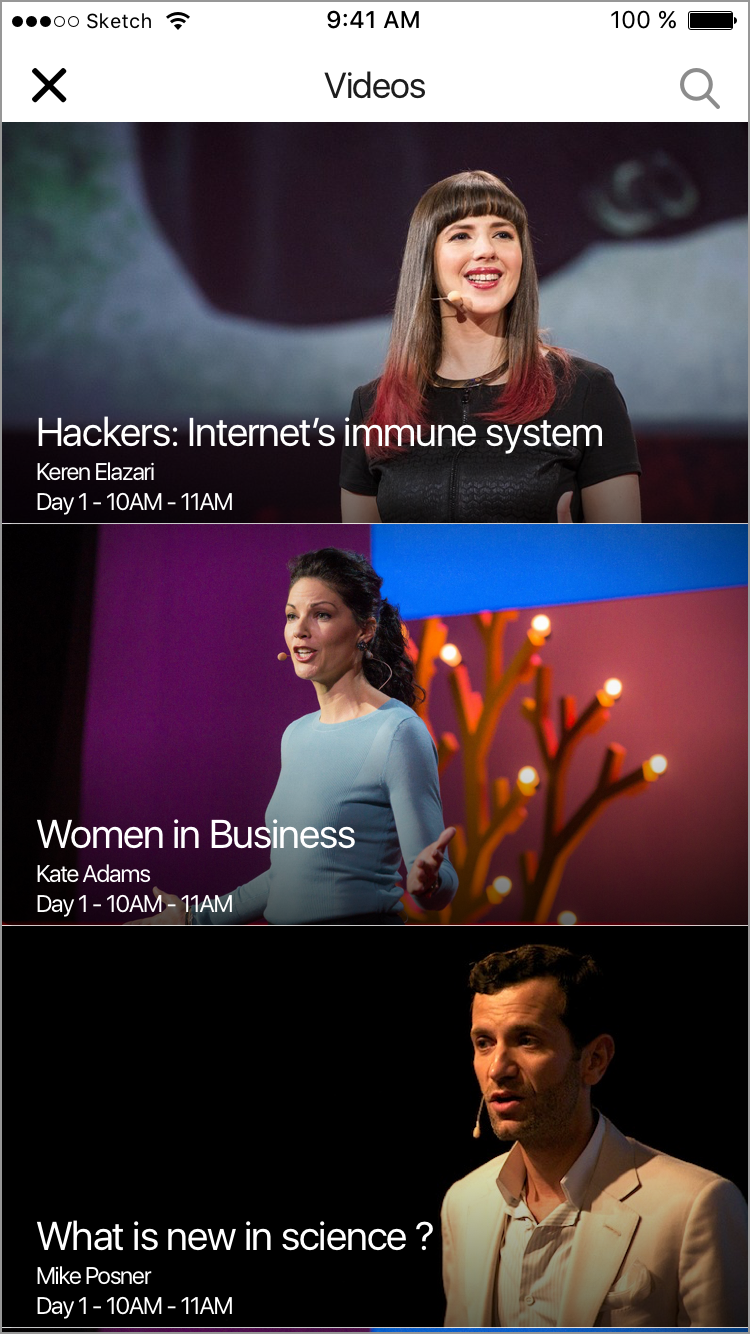 Sketch 9:41 AM 100 %
Videos
Hackers: Internet’s immune system
Keren Elazari
Day 1 - 10AM - 11AM
Women in Business
Kate Adams
Day 1 - 10AM - 11AM
What is new in science ?
Mike Posner
Day 1 - 10AM - 11AM